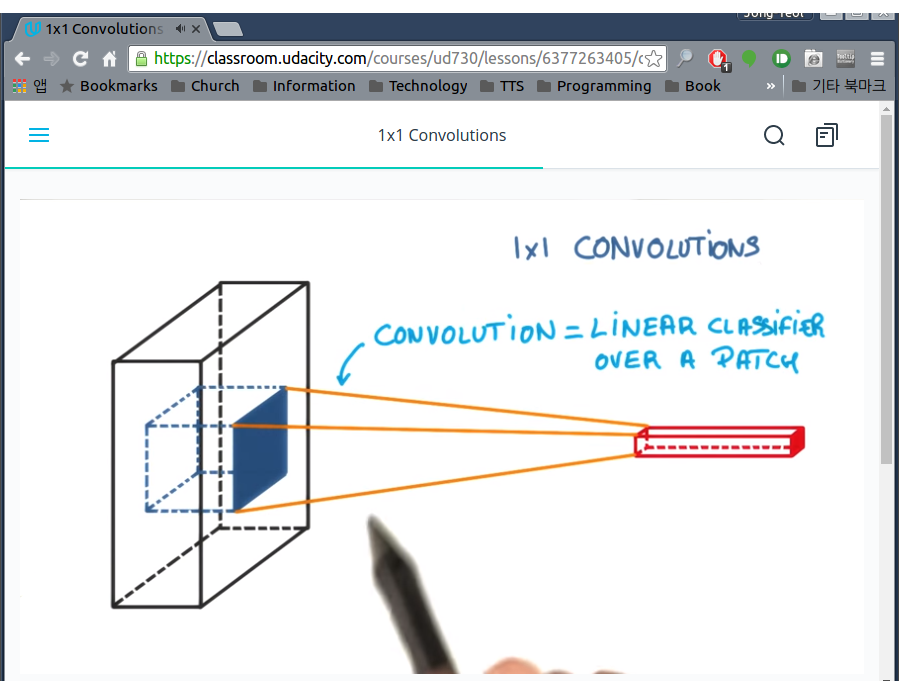 1x1 Convolutions
Jong Yeol
https://classroom.udacity.com/courses/ud730/lessons/6377263405/c
1
앱
Bookmarks
Church
Information
Technology
TTS
Programming
Book
»
기타 북마크
1x1 Convolutions
1x1 CONVOLUTiONS
CONVOLUTION = LiNEAR CLASSiFiER
OVER A PATCH